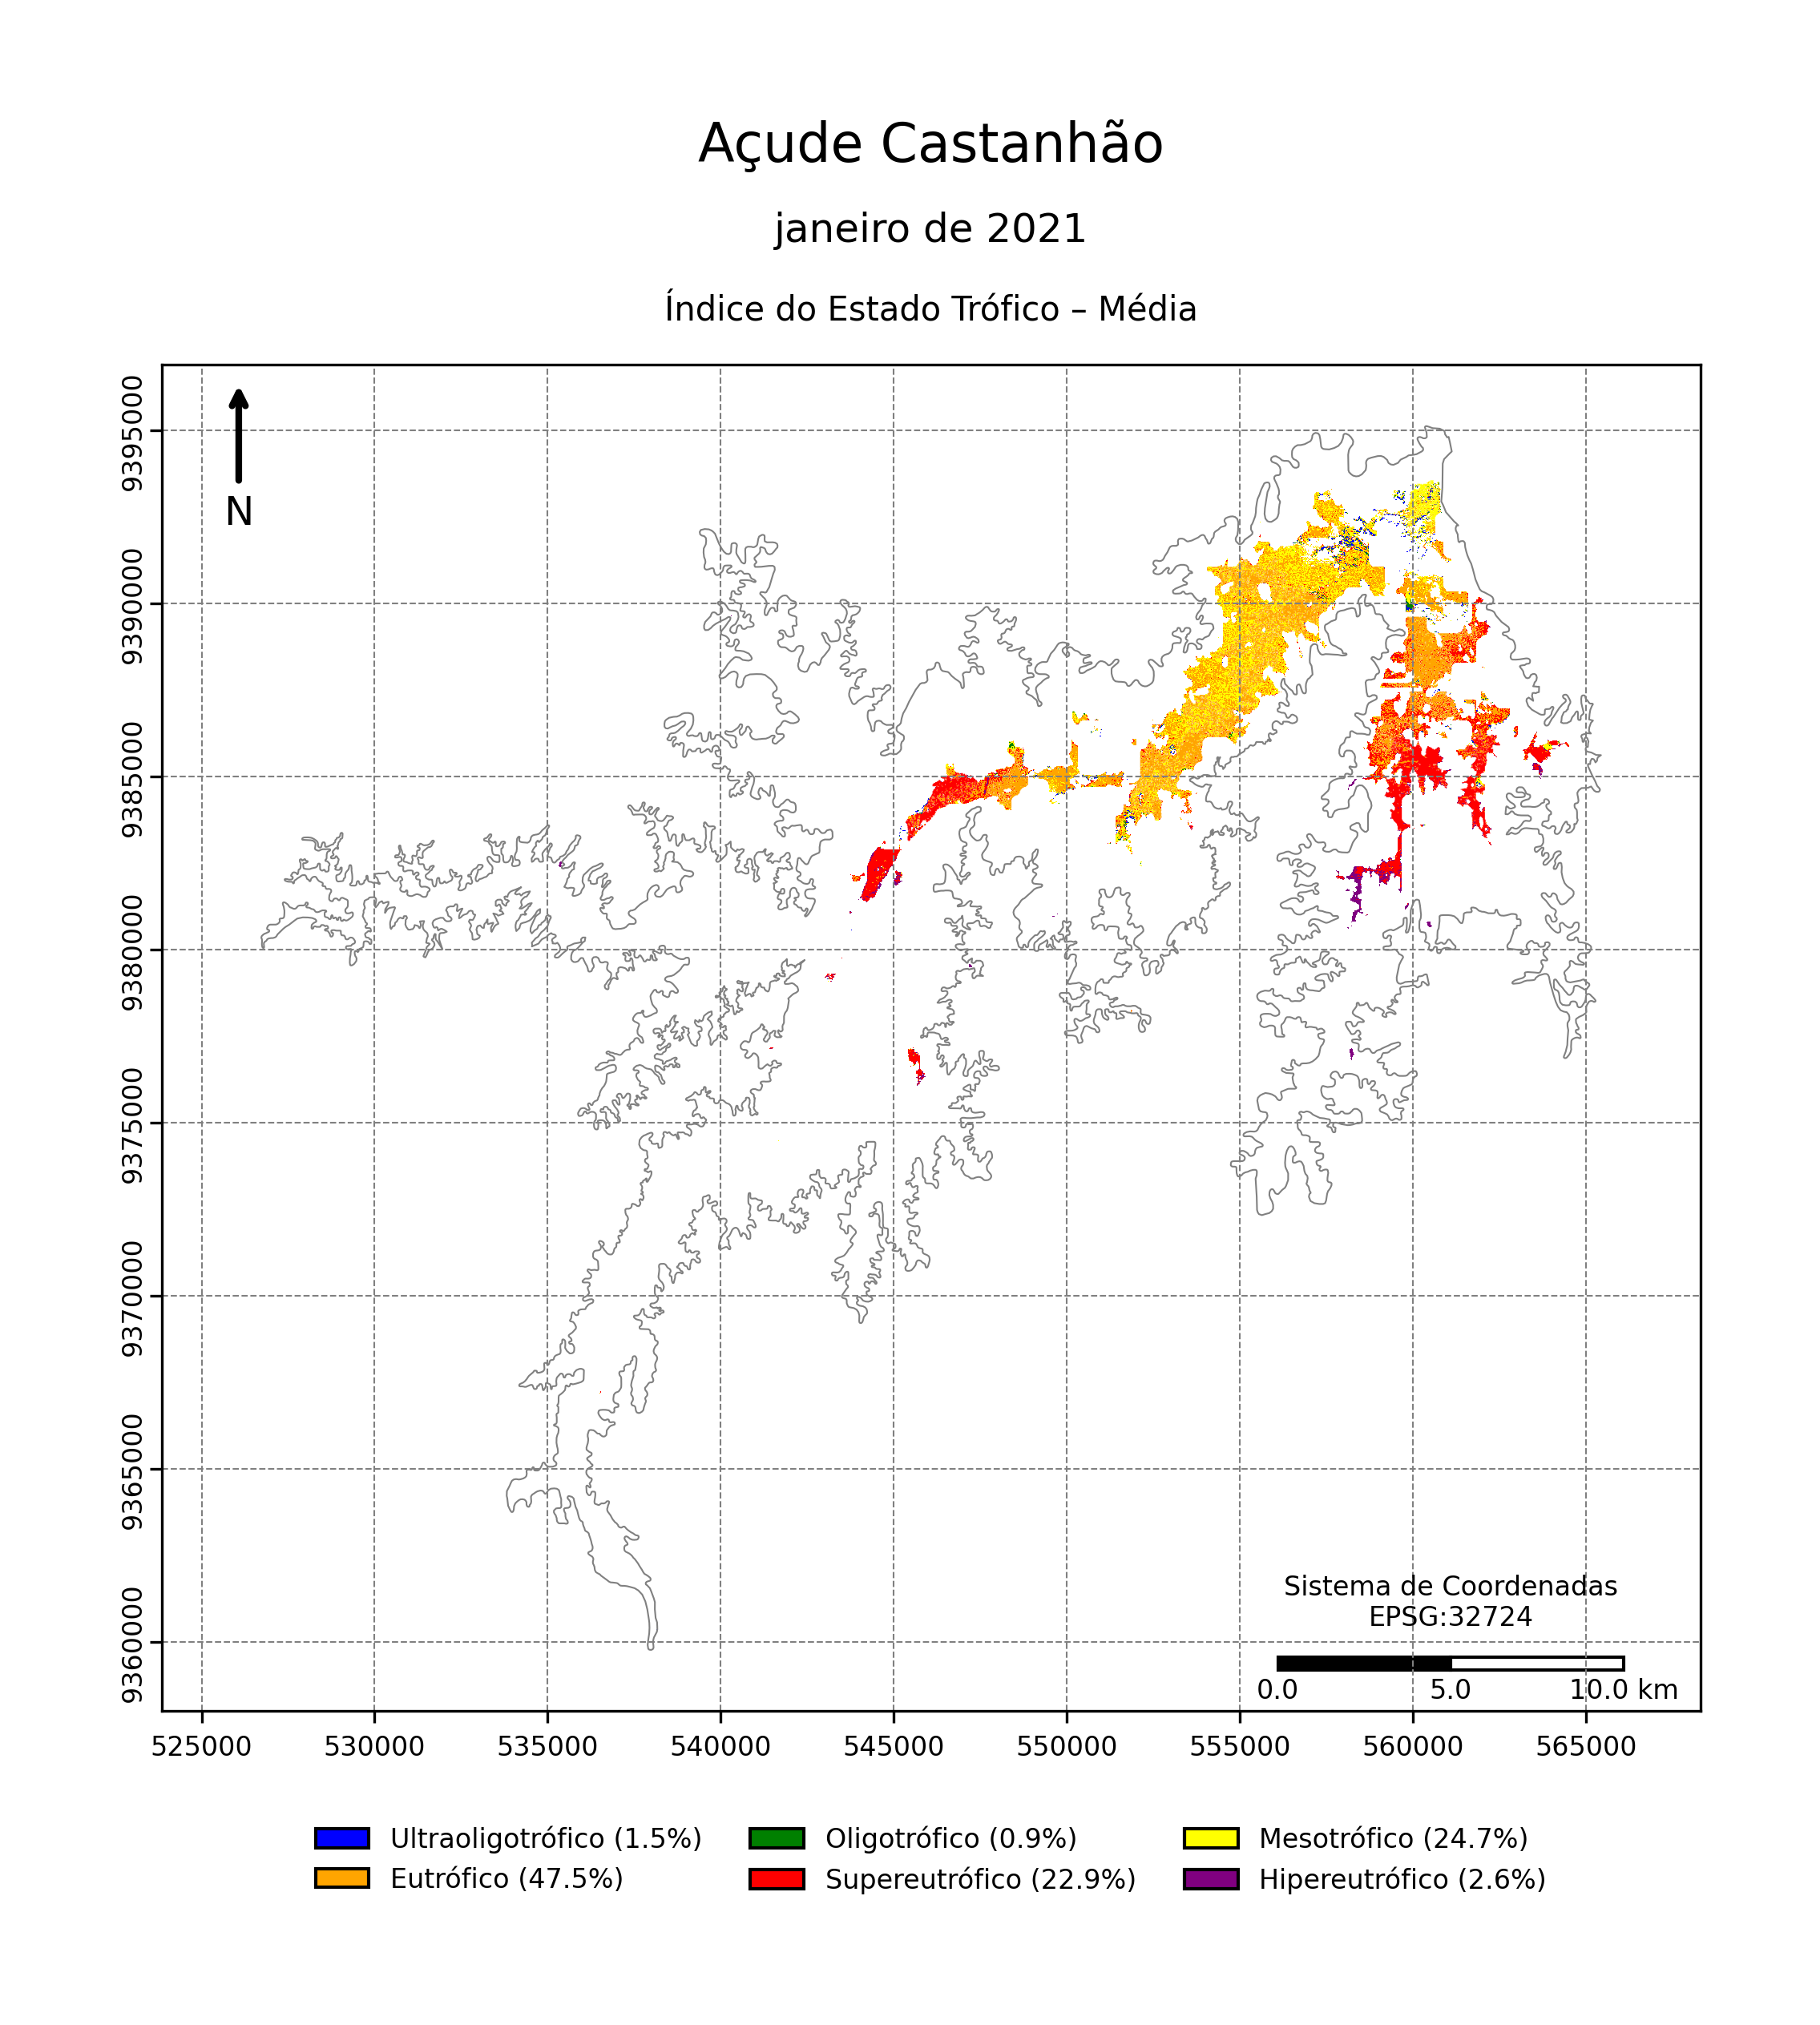 Açude Castanhão
janeiro de 2021
Índice do Estado Trófico – Média
N
9395000
9390000
9385000
9380000
9375000
9370000
9365000
9360000
Sistema de Coordenadas
EPSG:32724
0.0 5.0 10.0 km
525000 530000 535000 540000 545000 550000 555000 560000 565000
Ultraoligotrófico (1.5%) Oligotrófico (0.9%) Mesotrófico (24.7%)
Eutrófico (47.5%) Supereutrófico (22.9%) Hipereutrófico (2.6%)